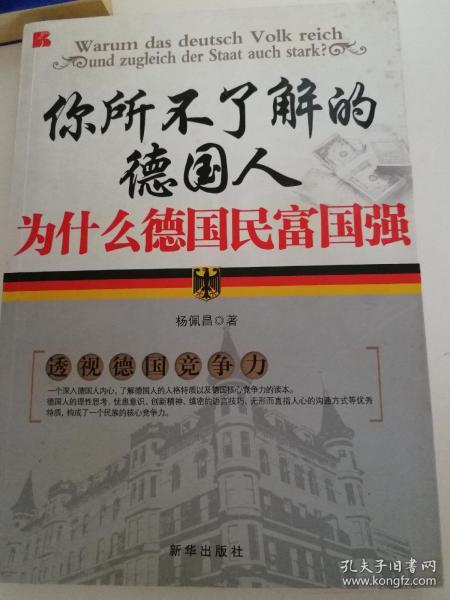 Warum das deutsch Volk reich
und zugleich der Staat auch stark?
你所不了解的
德国人
为什么德国民富国强
杨佩昌◎著
透视德国竞争力
一个深入德国人内心，了解德国人的人格特质以及德国核心竞争力的读本。
德国人的理性思考、忧患意识、创新精神、缜密的语言技巧、无形而直指人心的沟通方式等优秀
特质，构成了一个民族的核心竞争力。
新华出版社
孔夫子旧书网
www.kongfz.com